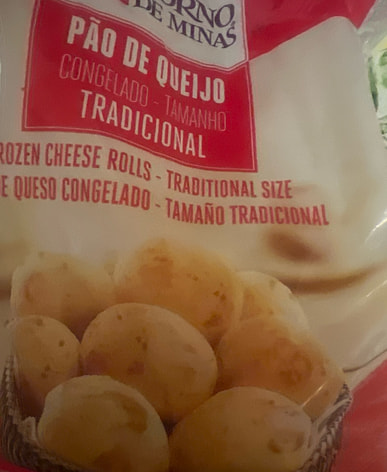 FORNO
DE MINAS
PÃO DE QUEIJO
CONGELADO - TAMANHO
TRADICIONAL
ROZEN CHEESE ROLLS - TRADITIONAL SIZE
E QUESO CONGELADO - TAMAÑO TRADICIONAL